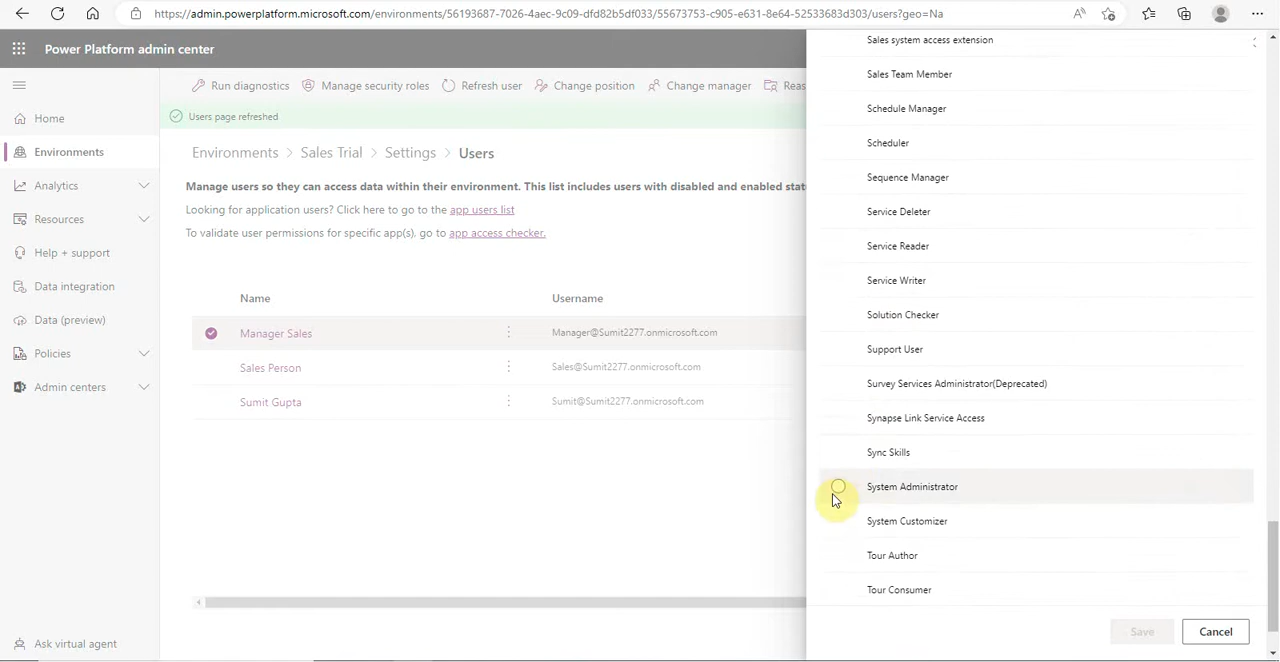 https://admin.powerplatform.microsoft.com/environments/56193687-7026-4aec-9c09-dfd82b5df033/55673753-c905-e631-8e64-52533683d303/users?geo=Na
Power Platform admin center
Home
Environments
Analytics
Resources
Help + support
Data integration
Data (preview)
Policies
Admin centers
Ask virtual agent
Run diagnostics
Manage security roles
Refresh user
Change position
Change manager
Reas
Users page refreshed
Environments > Sales Trial > Settings > Users
Manage users so they can access data within their environment. This list includes users with disabled and enabled stat
Looking for application users? Click here to go to the app users list
To validate user permissions for specific app(s), go to app access checker.
Name Username
Manager Sales Manager@Sumit2277.onmicrosoft.com
Sales Person Sales@Sumit2277.onmicrosoft.com
Sumit Gupta Sumit@Sumit2277.onmicrosoft.com
Sales system access extension
Sales Team Member
Schedule Manager
Scheduler
Sequence Manager
Service Deleter
Service Reader
Service Writer
Solution Checker
Support User
Survey Services Administrator(Deprecated)
Synapse Link Service Access
Sync Skills
System Administrator
System Customizer
Tour Author
Tour Consumer
Save
Cancel